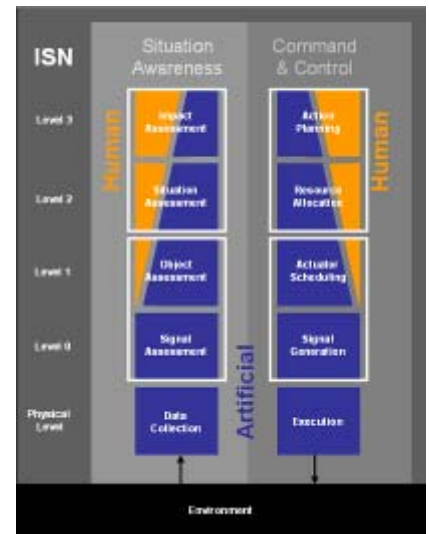 ISN
Situation
Awareness
Command
& Control
Level 3
Human
Impact
Assessment
Action
Planning
Human
Level 2
Situation
Assessment
Resource
Allocation
Level 1
Object
Assessment
Actuator
Scheduling
Level 0
Signal
Assessment
Artificial
Signal
Generation
Physical
Level
Data
Collection
Execution
Environment